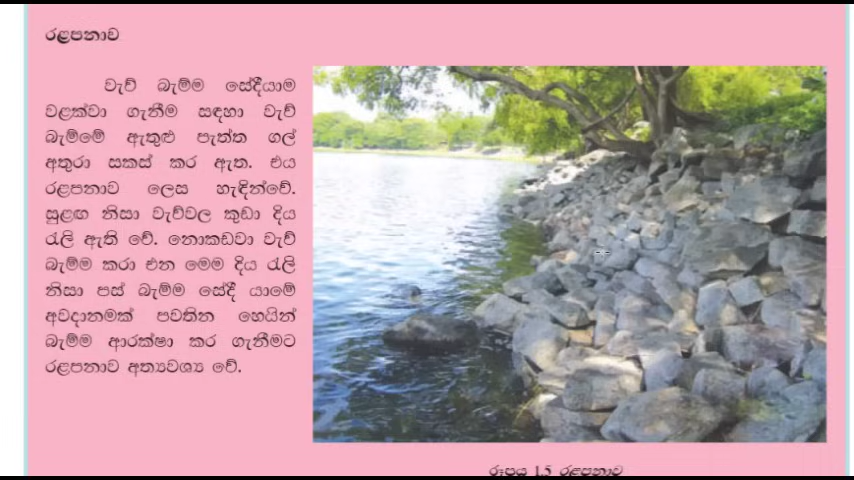 රළපනාව
වැව් බැම්ම සේදීයාම
වළක්වා ගැනීම සඳහා වැව්
බැම්මේ ඇතුළු පැත්ත ගල්
අතුරා සකස් කර ඇත. එය
රළපනාව ලෙස හැඳින්වේ.
සුළඟ නිසා වැව්වල කුඩා දිය
රැලි ඇති වේ. නොකඩවා වැව්
බැම්ම කරා එන මෙම දිය රැලි
නිසා පස් බැම්ම සේදී යාමේ
අවදානමක් පවතින හෙයින්
බැම්ම ආරක්ෂා කර ගැනීමට
රළපනාව අත්‍යවශ්‍ය වේ.
රූපය 1.5 රළපනාව